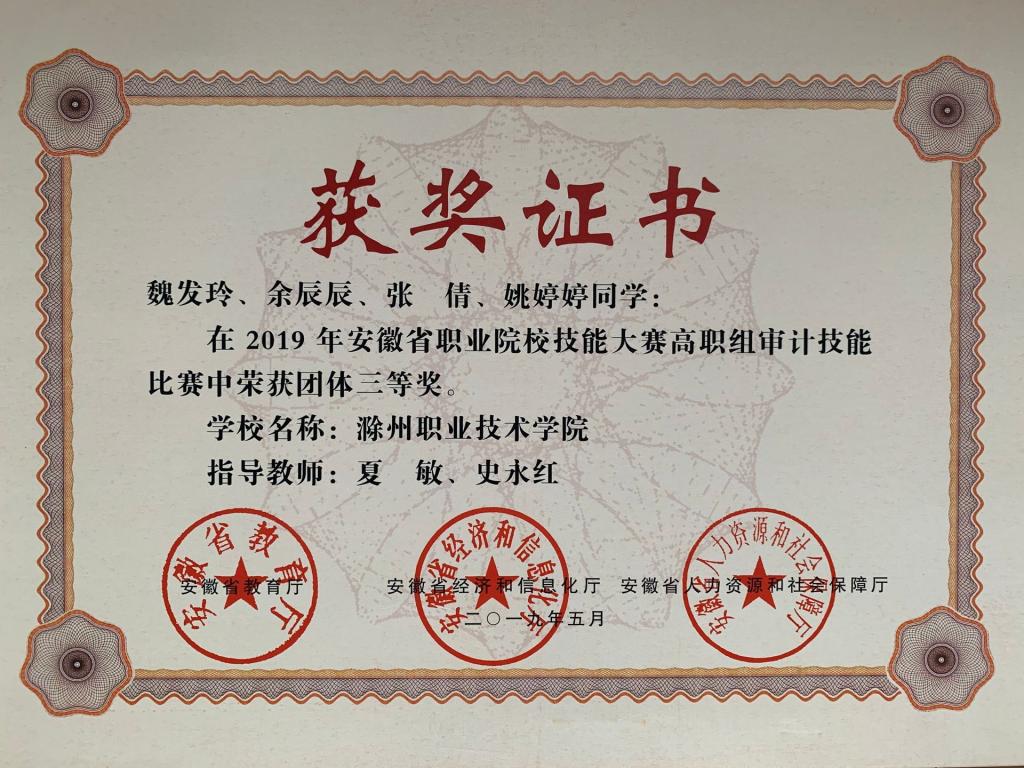 获奖证书
魏发玲、余辰辰、张　倩、姚婷婷同学：
在 2019 年安徽省职业院校技能大赛高职组审计技能
比赛中荣获团体三等奖。
学校名称：滁州职业技术学院
指导教师：夏　敏、史永红
安徽省教育厅
安徽省经济和信息化厅
安徽省人力资源和社会保障厅
安徽省教育厅　安徽省经济和信息化厅　安徽省人力资源和社会保障厅
二〇一九年五月